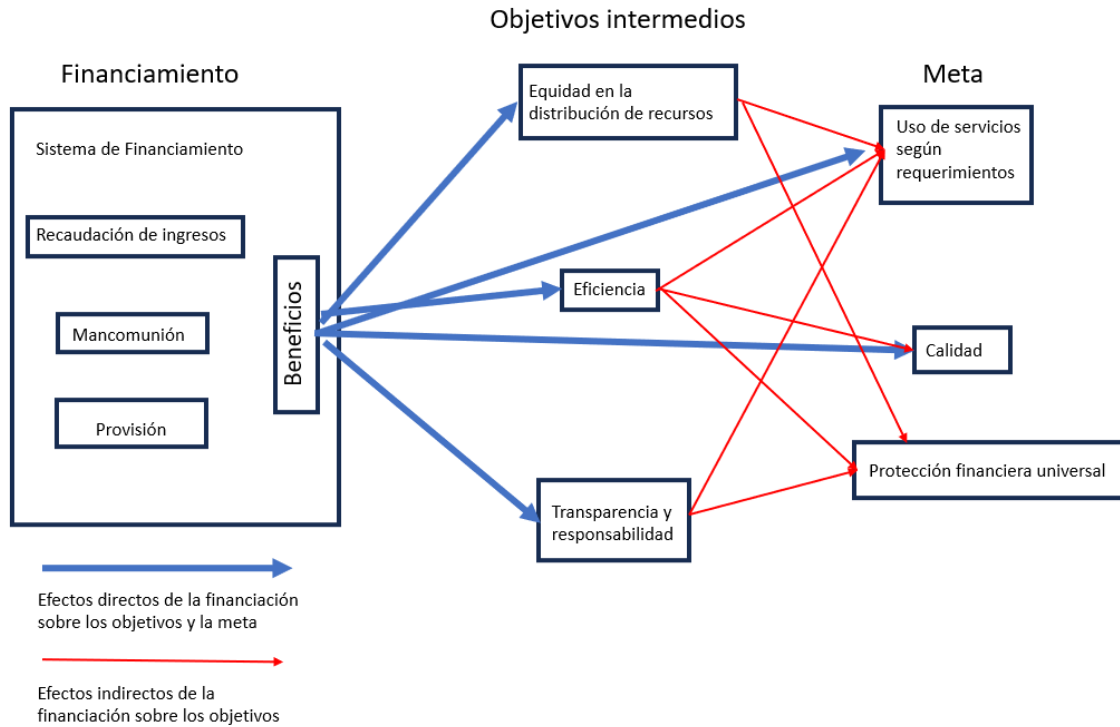 Objetivos intermedios
Financiamiento
Meta
Sistema de Financiamiento
Recaudación de ingresos
Mancomunión
Provisión
Beneficios
Equidad en la
distribución de recursos
Eficiencia
Transparencia y
responsabilidad
Uso de servicios
según
requerimientos
Calidad
Protección financiera universal
Efectos directos de la financiación
sobre los objetivos y la meta
Efectos indirectos de la
financiación sobre los objetivos